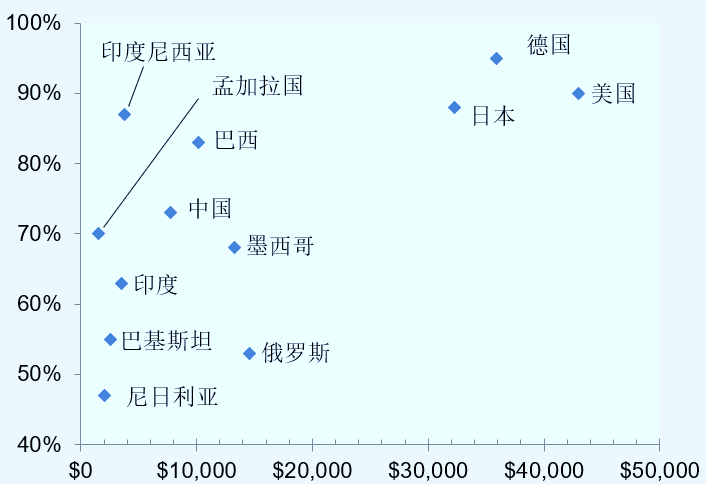 100%
印度尼西亚
德国
孟加拉国
90%
美国
日本
巴西
80%
中国
70%
墨西哥
印度
60%
巴基斯坦
俄罗斯
50%
尼日利亚
40%
$0 $10,000 $20,000 $30,000 $40,000 $50,000